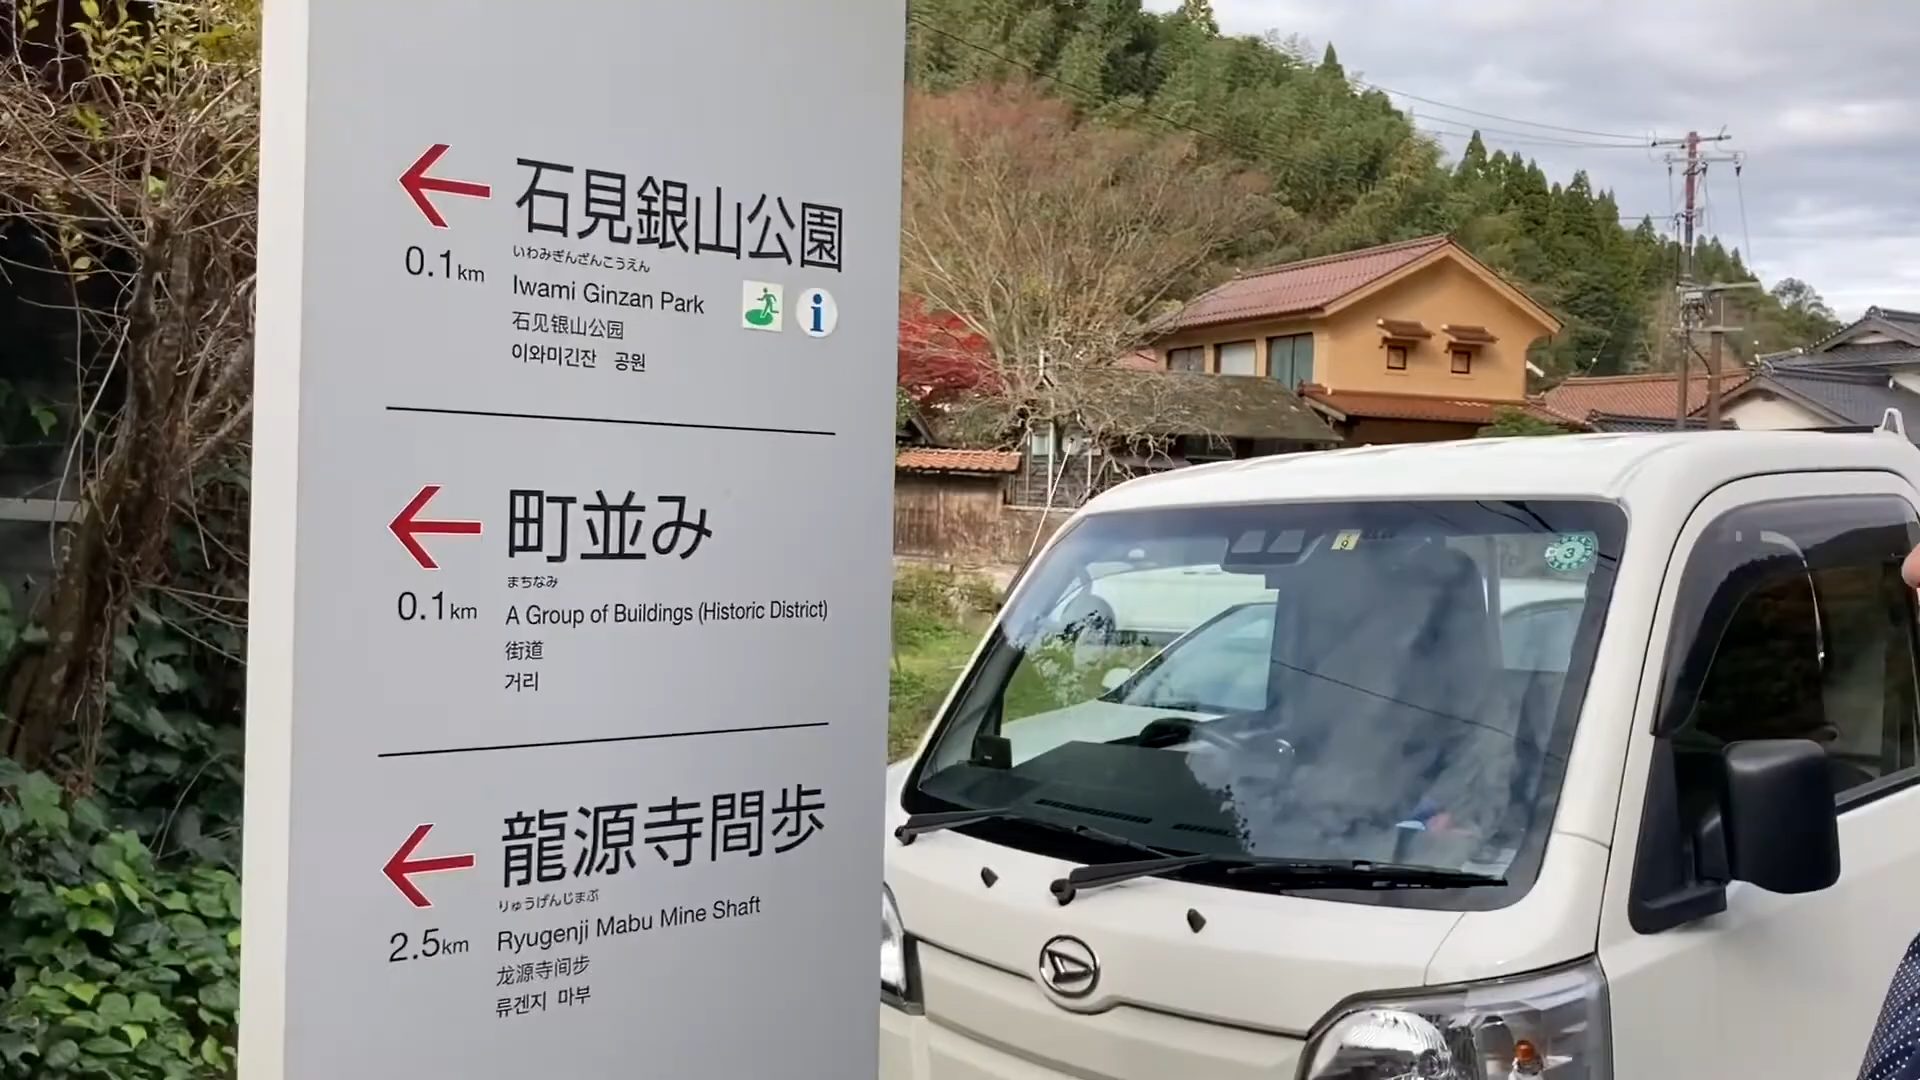 石見銀山公園
0.1km
いわみぎんざんこうえん
Iwami Ginzan Park
石见银山公园
이와미긴잔 공원
町並み
0.1km
まちなみ
A Group of Buildings (Historic District)
街道
거리
龍源寺間歩
2.5km
りゅうげんじまぶ
Ryugenji Mabu Mine Shaft
龙源寺间步
류겐지 마부
9
3